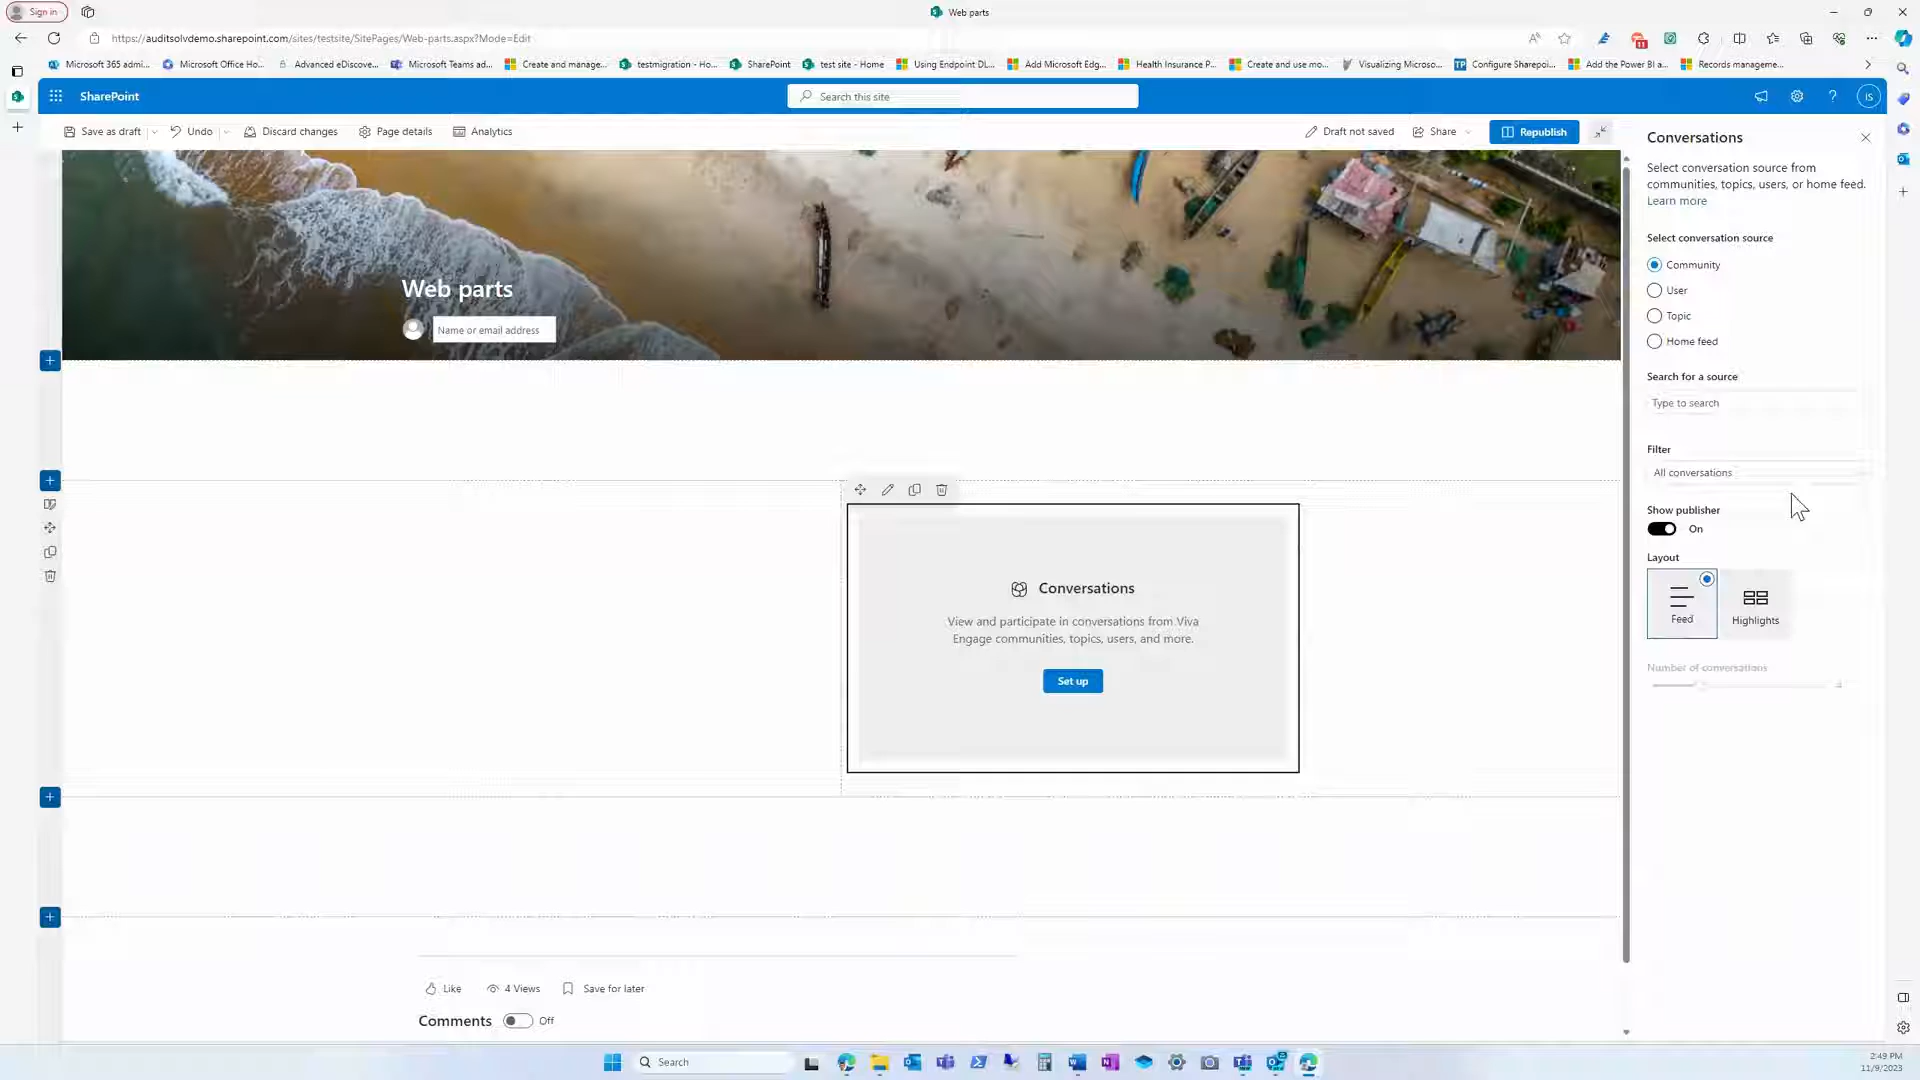 Sign in
Web parts
https://auditsolvdemo.sharepoint.com/sites/testsite/SitePages/Web-parts.aspx?Mode=Edit
11
Microsoft 365 admi...
Microsoft Office Ho...
Advanced eDiscove...
Microsoft Teams ad...
Create and manage...
testmigration - Ho...
SharePoint
test site - Home
Using Endpoint DL...
Add Microsoft Edg...
Health Insurance P...
Create and use mo...
Visualizing Microso...
Configure Sharepoi...
Add the Power BI a...
Records manageme...
SharePoint
Search this site
IS
Save as draft
Undo
Discard changes
Page details
Analytics
Draft not saved
Share
Republish
Web parts
Name or email address
Conversations
View and participate in conversations from Viva
Engage communities, topics, users, and more.
Set up
Like
4 Views
Save for later
Comments
Off
Conversations
Select conversation source from
communities, topics, users, or home feed.
Learn more
Select conversation source
Community
User
Topic
Home feed
Search for a source
Type to search
Filter
All conversations
Show publisher
On
Layout
Feed
Highlights
Number of conversations
4
Search
2:49 PM
11/9/2023